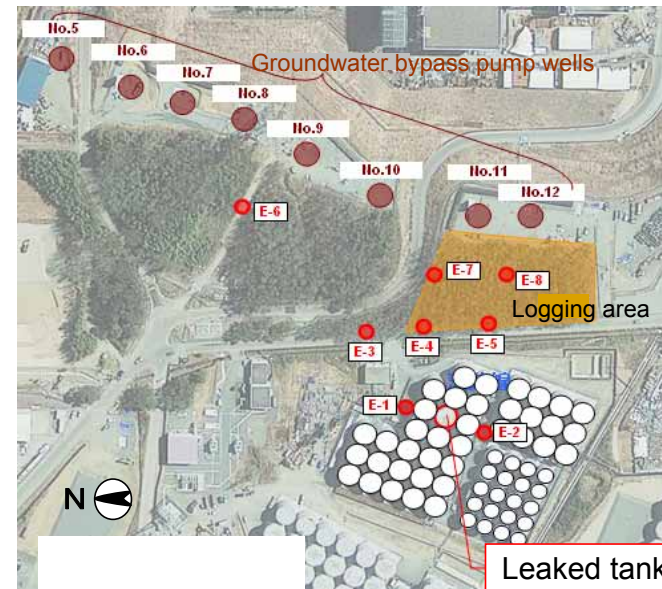 No.5
No.6
No.7
No.8
Groundwater bypass pump wells
No.9
No.10
No.11
No.12
E-6
E-7
E-8
Logging area
E-3
E-4
E-5
E-1
E-2
N
Leaked tank